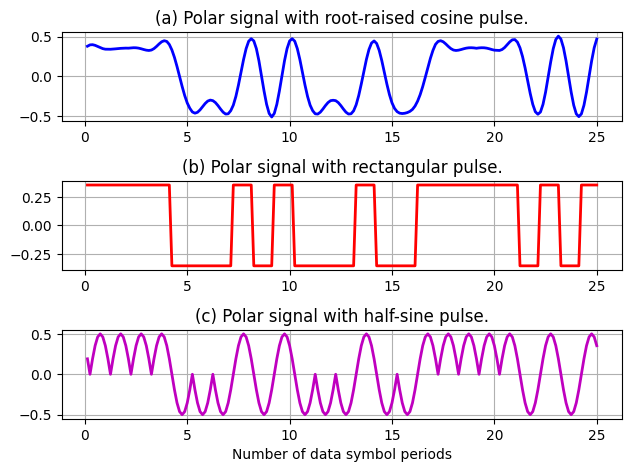 (a) Polar signal with root-raised cosine pulse.
0.5
0.0
−0.5
0 5 10 15 20 25
(b) Polar signal with rectangular pulse.
0.25
0.00
−0.25
0 5 10 15 20 25
(c) Polar signal with half-sine pulse.
0.5
0.0
−0.5
0 5 10 15 20 25
Number of data symbol periods